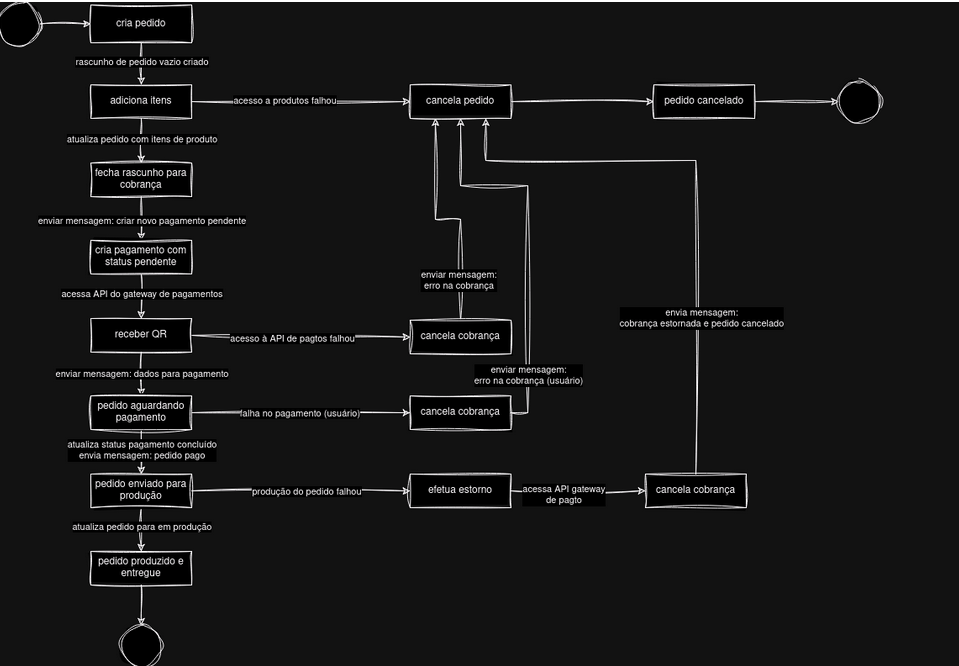 cria pedido
rascunho de pedido vazio criado
adiciona itens
acesso a produtos falhou
cancela pedido
pedido cancelado
atualiza pedido com itens de produto
fecha rascunho para
cobrança
enviar mensagem: criar novo pagamento pendente
cria pagamento com
status pendente
enviar mensagem:
erro na cobrança
acessa API do gateway de pagamentos
envia mensagem:
cobrança estornada e pedido cancelado
receber QR
acesso à API de pagtos falhou
cancela cobrança
enviar mensagem: dados para pagamento
enviar mensagem:
erro na cobrança (usuário)
pedido aguardando
pagamento
falha no pagamento (usuário)
cancela cobrança
atualiza status pagamento concluído
envia mensagem: pedido pago
pedido enviado para
produção
produção do pedido falhou
efetua estorno
acessa API gateway
de pagto
cancela cobrança
atualiza pedido para em produção
pedido produzido e
entregue